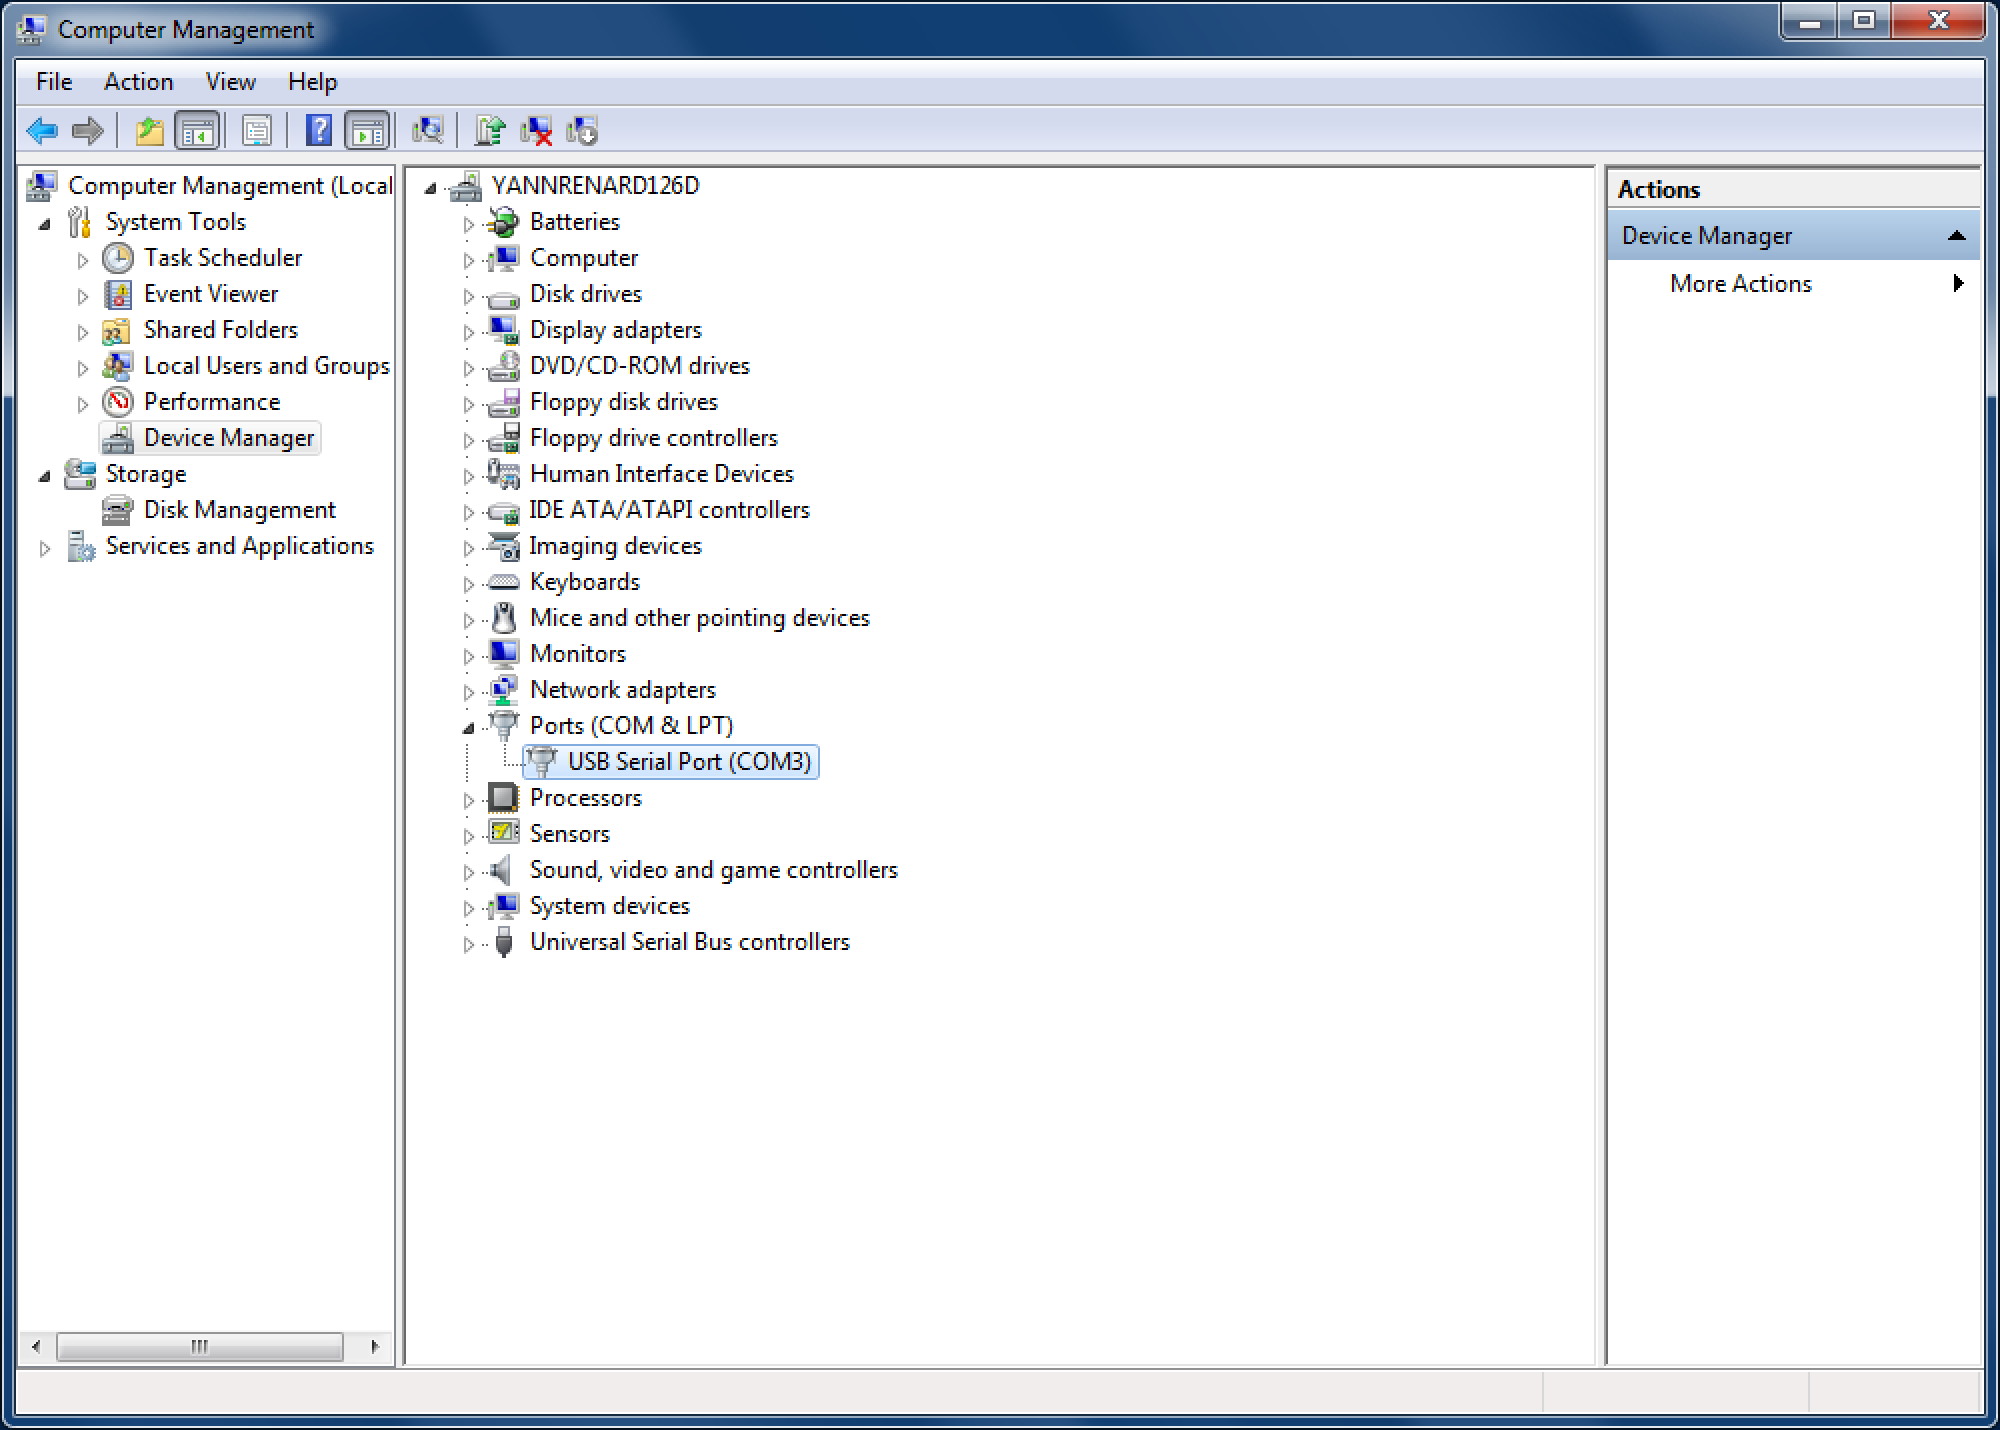 Computer Management
File Action View Help
Computer Management (Local
System Tools
Task Scheduler
Event Viewer
Shared Folders
Local Users and Groups
Performance
Device Manager
Storage
Disk Management
Services and Applications
YANNRENARD126D
Batteries
Computer
Disk drives
Display adapters
DVD/CD-ROM drives
Floppy disk drives
Floppy drive controllers
Human Interface Devices
IDE ATA/ATAPI controllers
Imaging devices
Keyboards
Mice and other pointing devices
Monitors
Network adapters
Ports (COM & LPT)
USB Serial Port (COM3)
Processors
Sensors
Sound, video and game controllers
System devices
Universal Serial Bus controllers
Actions
Device Manager
More Actions